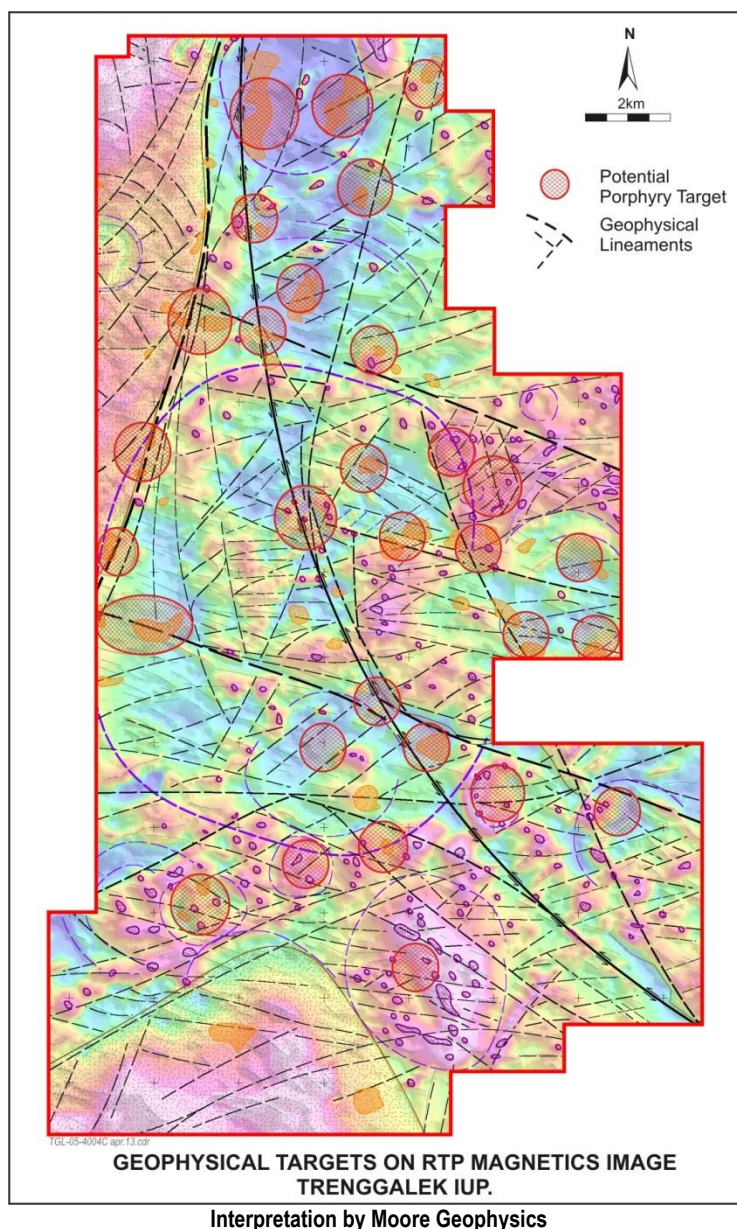 N
2km
Potential
Porphyry Target
Geophysical
Lineaments
TGL-05-4004C apr.13.cdr
GEOPHYSICAL TARGETS ON RTP MAGNETICS IMAGE
TRENGGALEK IUP.
Interpretation by Moore Geophysics